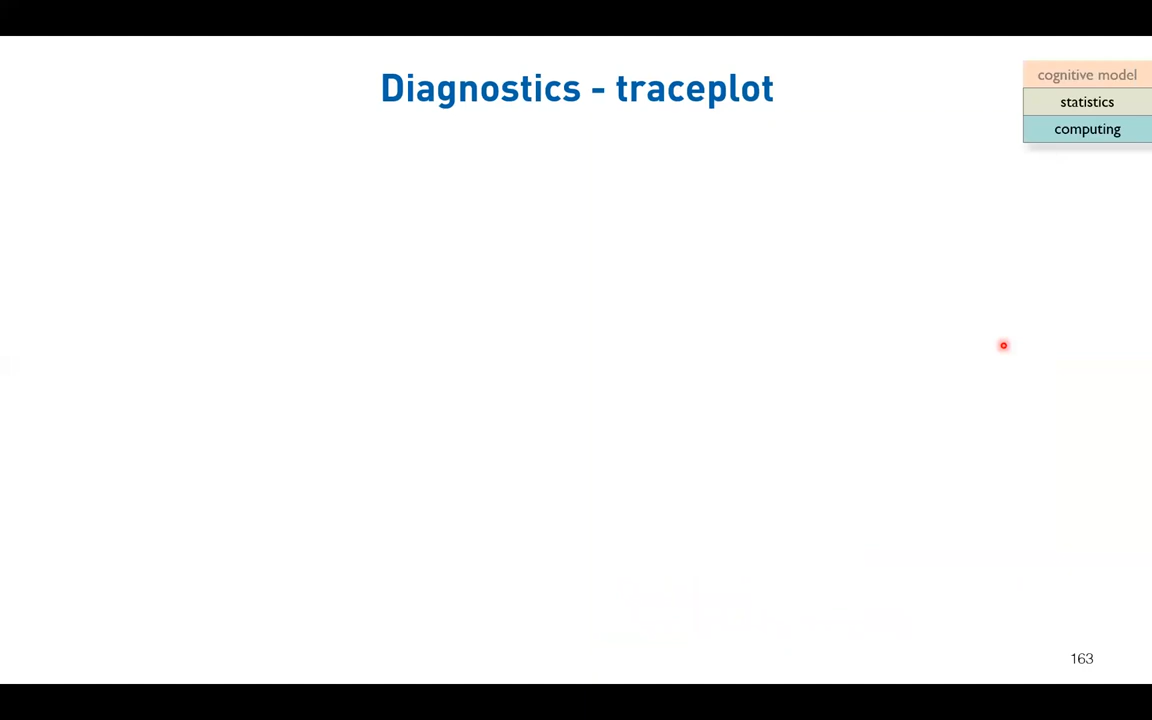 Diagnostics - traceplot
cognitive model
statistics
computing
163